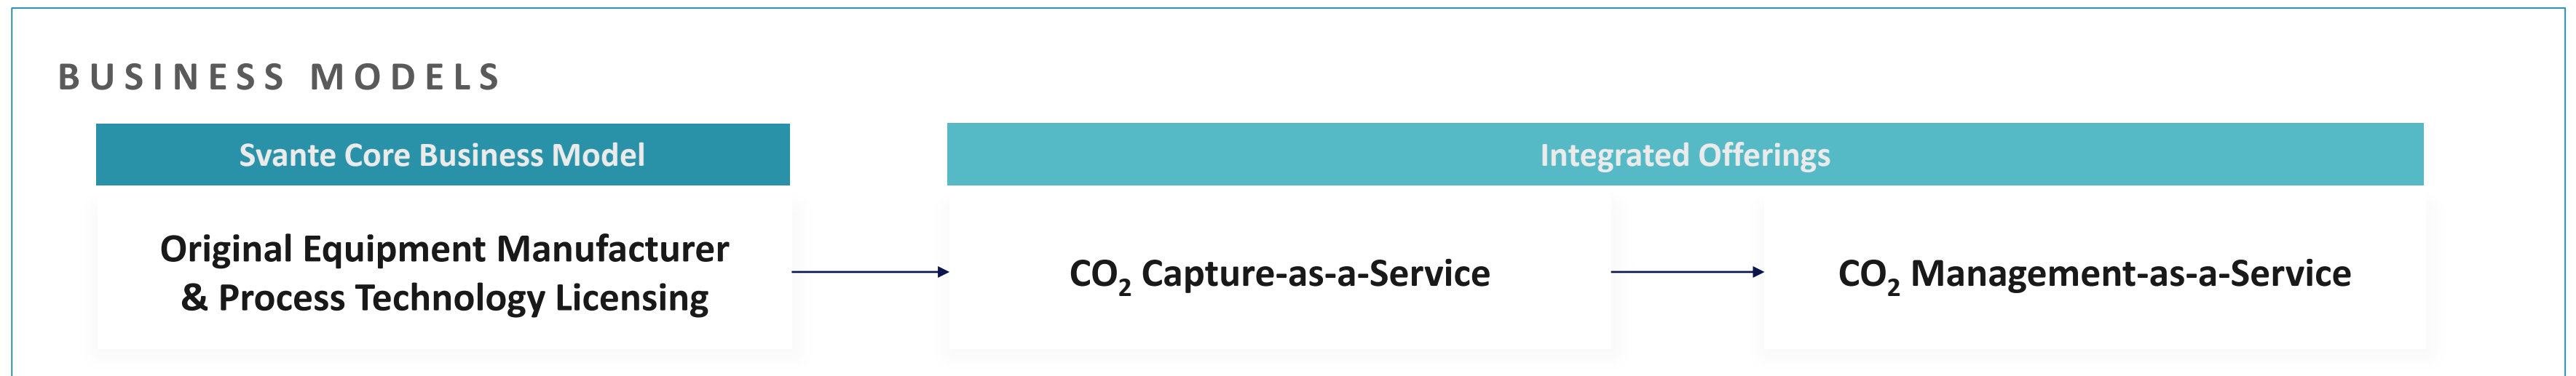 BUSINESS MODELS
Svante Core Business Model
Integrated Offerings
Original Equipment Manufacturer
& Process Technology Licensing
CO₂ Capture-as-a-Service
CO₂ Management-as-a-Service